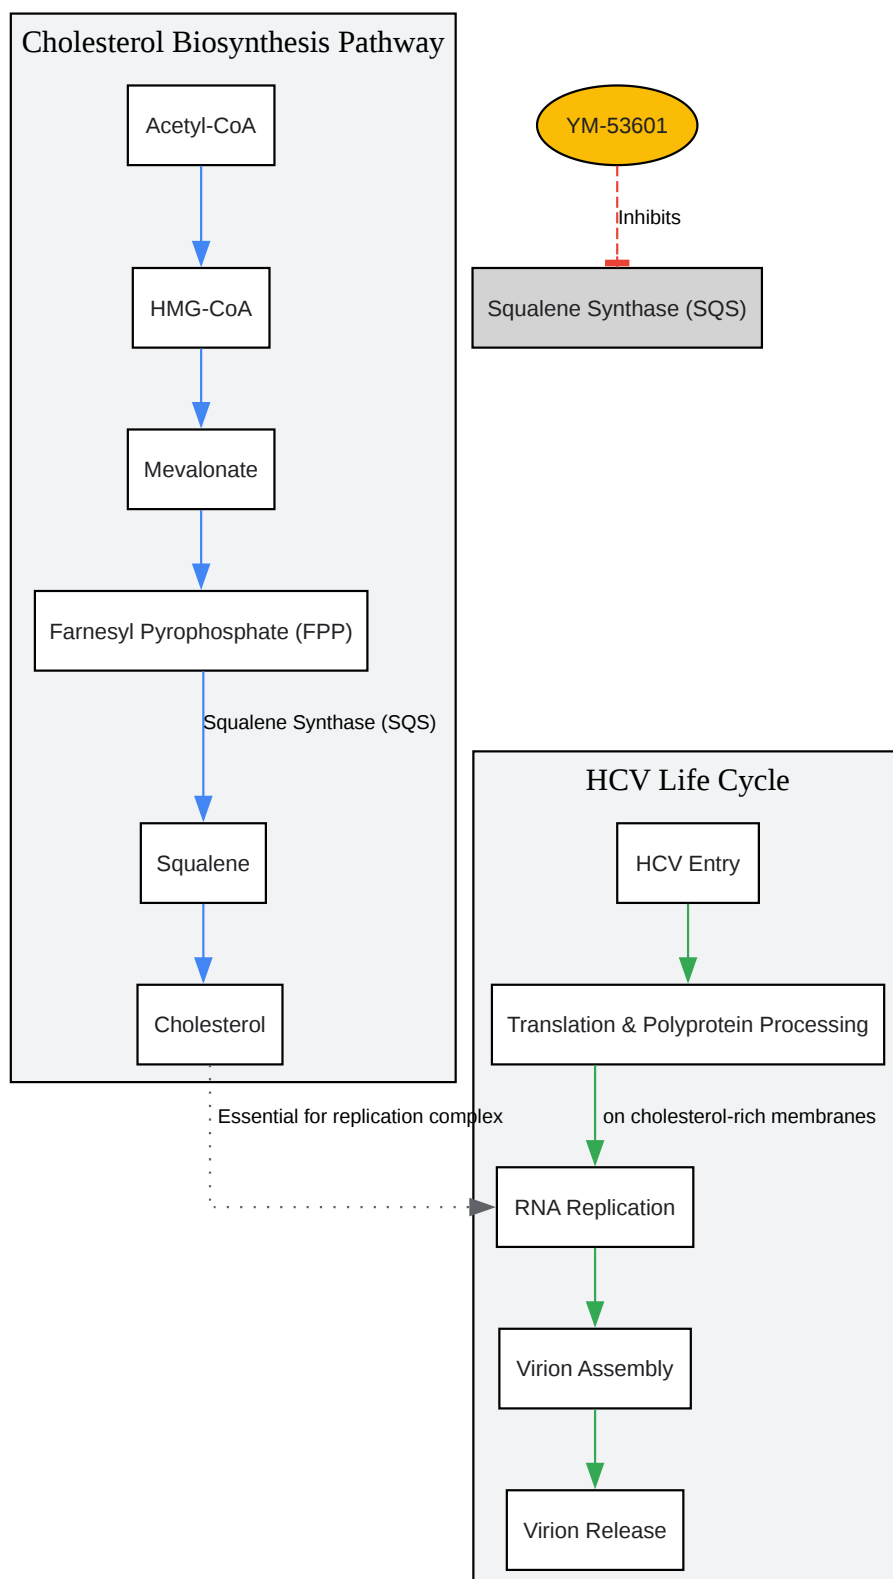 Cholesterol Biosynthesis Pathway
Acetyl-CoA
YM-53601
Inhibits
HMG-CoA
Squalene Synthase (SQS)
Mevalonate
Farnesyl Pyrophosphate (FPP)
Squalene Synthase (SQS)
HCV Life Cycle
Squalene
HCV Entry
Cholesterol
Translation & Polyprotein Processing
Essential for replication complex
on cholesterol-rich membranes
RNA Replication
Virion Assembly
Virion Release